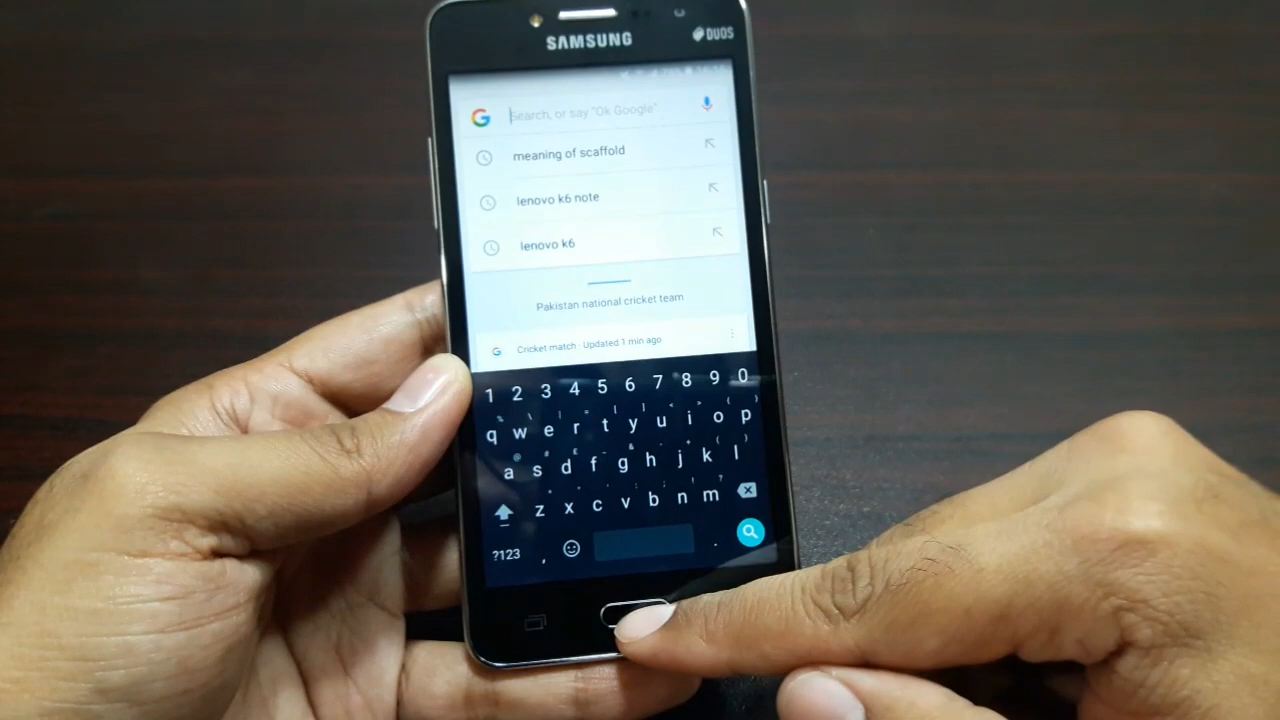 SAMSUNG
DUOS
Search, or say "Ok Google"
meaning of scaffold
lenovo k6 note
lenovo k6
Pakistan national cricket team
G Cricket match · Updated 1 min ago
1 2 3 4 5 6 7 8 9 0
q w e r t y u i o p
a s d f g h j k l
z x c v b n m
?123 , .